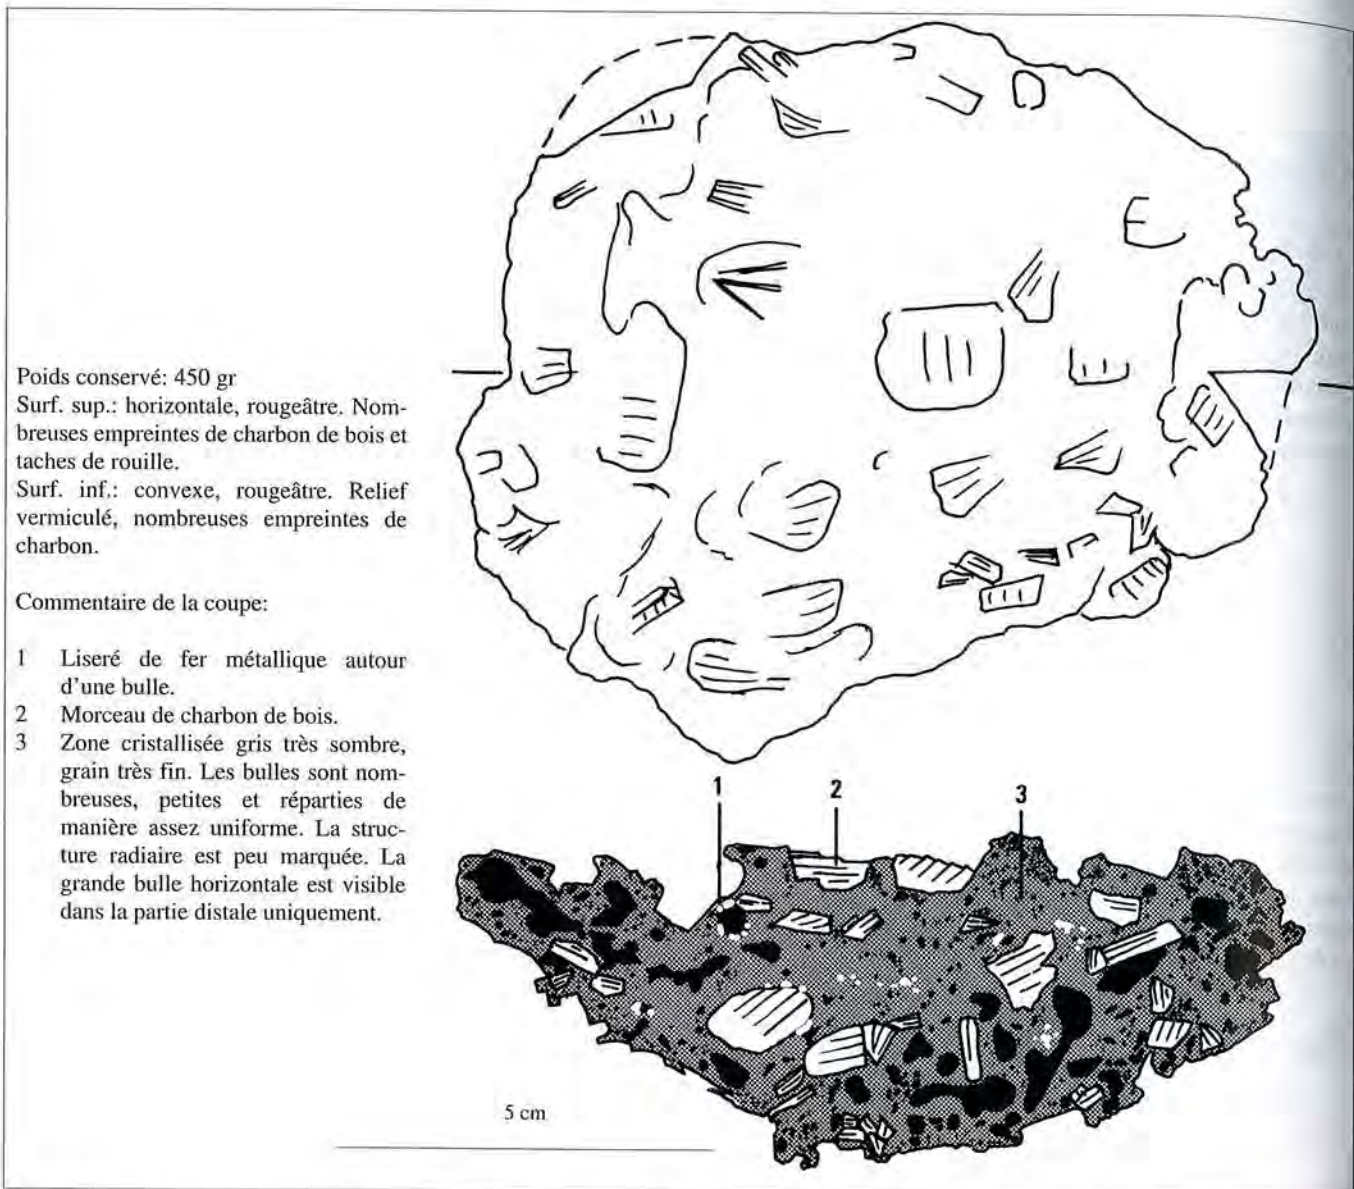 Poids conservé: 450 gr
Surf. sup.: horizontale, rougeâtre. Nom-
breuses empreintes de charbon de bois et
taches de rouille.
Surf. inf.: convexe, rougeâtre. Relief
vermiculé, nombreuses empreintes de
charbon.
Commentaire de la coupe:
1 Liseré de fer métallique autour
d'une bulle.
2 Morceau de charbon de bois.
3 Zone cristallisée gris très sombre,
grain très fin. Les bulles sont nom-
breuses, petites et réparties de
manière assez uniforme. La struc-
ture radiaire est peu marquée. La
grande bulle horizontale est visible
dans la partie distale uniquement.
1 2 3
5 cm